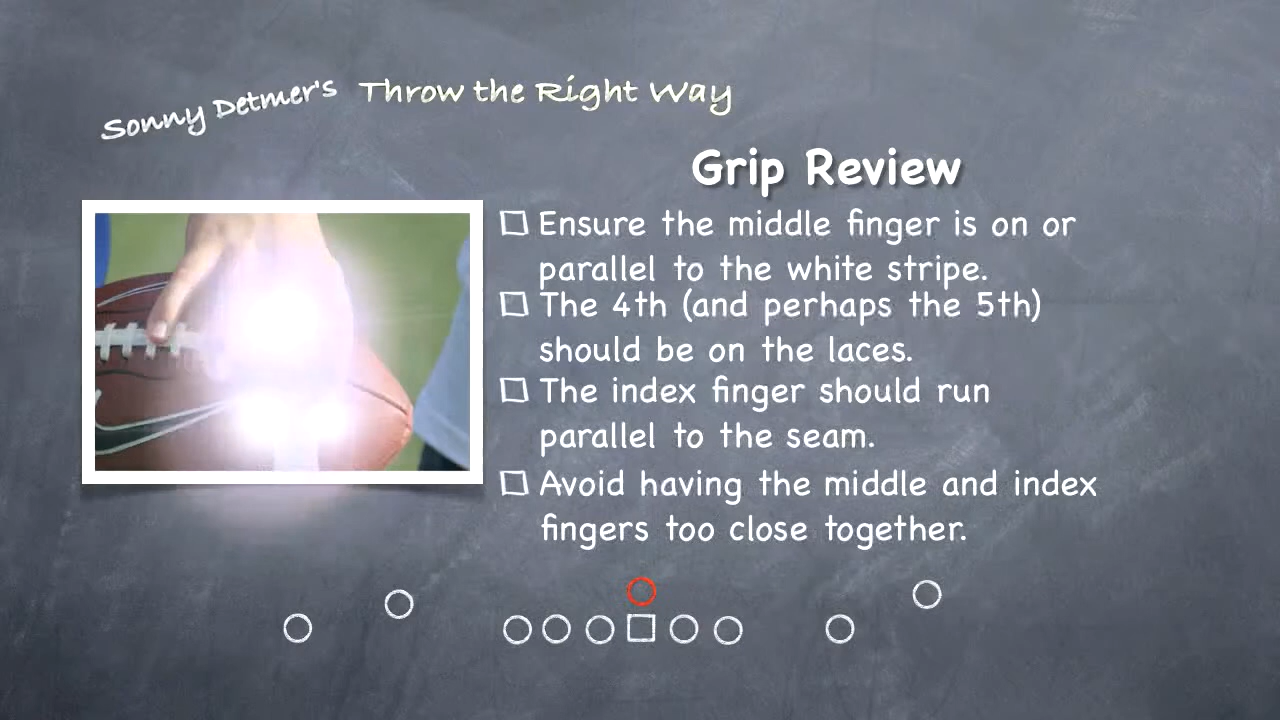 Sonny Detmer's Throw the Right Way
Grip Review
Ensure the middle finger is on or
parallel to the white stripe.
The 4th (and perhaps the 5th)
should be on the laces.
The index finger should run
parallel to the seam.
Avoid having the middle and index
fingers too close together.